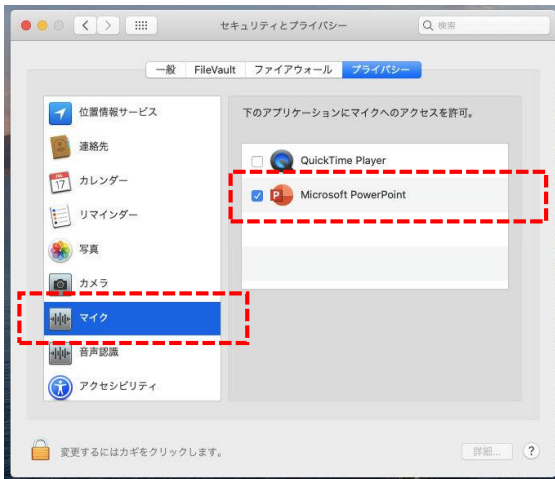 セキュリティとプライバシー
検索
一般 FileVault ファイアウォール プライバシー
位置情報サービス
連絡先
カレンダー
リマインダー
写真
カメラ
マイク
音声認識
アクセシビリティ
下のアプリケーションにマイクへのアクセスを許可。
QuickTime Player
Microsoft PowerPoint
変更するにはカギをクリックします。
詳細... ?